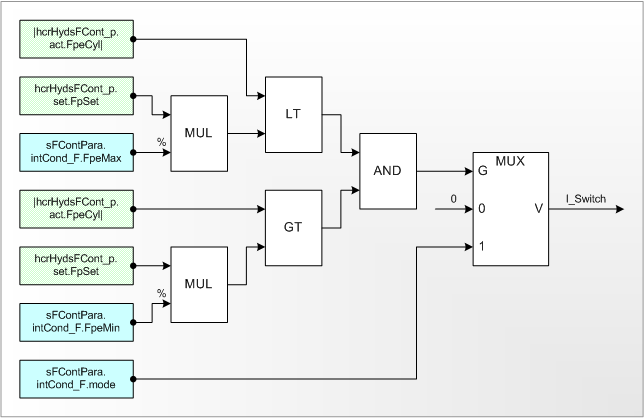 |hcrHydsFCont_p.
act.FpeCyl|
hcrHydsFCont_p.
set.FpSet
MUL
LT
sFContPara.
intCond_F.FpeMax
%
AND
MUX
G
|hcrHydsFCont_p.
act.FpeCyl|
GT
0
0
V
I_Switch
hcrHydsFCont_p.
set.FpSet
1
MUL
%
sFContPara.
intCond_F.FpeMin
sFContPara.
intCond_F.mode